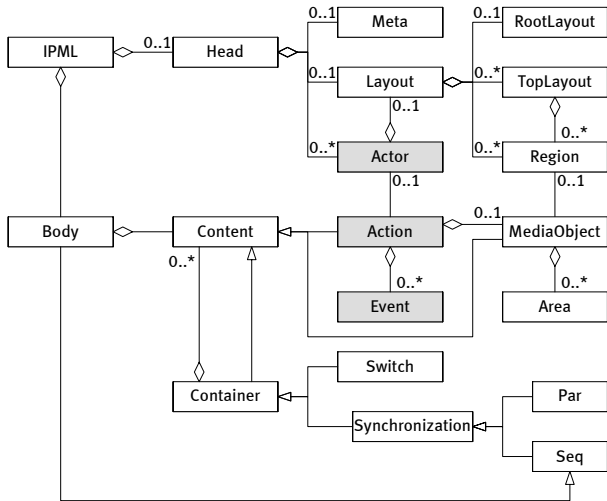 Meta
RootLayout
0..1
0..1
IPML
0..1
Head
0..1
Layout
0..*
TopLayout
0..1
0..*
0..*
0..*
Actor
Region
0..1
0..1
Body
Content
Action
0..1
MediaObject
0..*
0..*
0..*
Event
Area
Switch
Container
Par
Synchronization
Seq